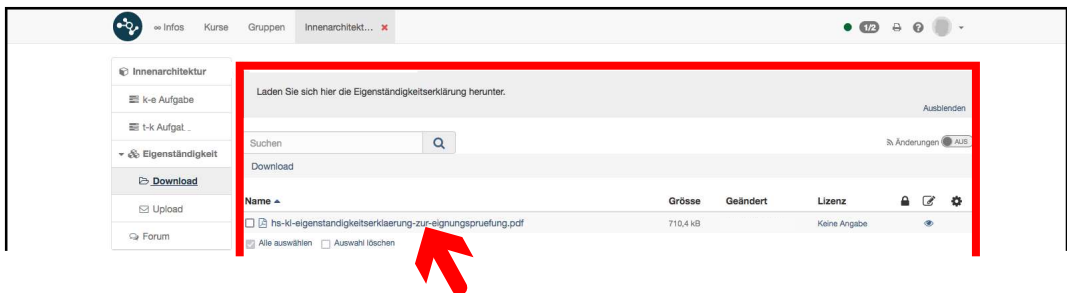 ∞ Infos Kurse Gruppen Innenarchitekt... ✖ 1/2
Innenarchitektur
k-e Aufgabe
t-k Aufgat. .
Eigenständigkeit
Download
Upload
Forum
Laden Sie sich hier die Eigenständigkeitserklärung herunter.
Ausblenden
Suchen
Änderungen AUS
Download
Name Grösse Geändert Lizenz
hs-kl-eigenstandigkeitserklaerung-zur-eignungspruefung.pdf 710,4 kB Keine Angabe
Alle auswählen Auswahl löschen